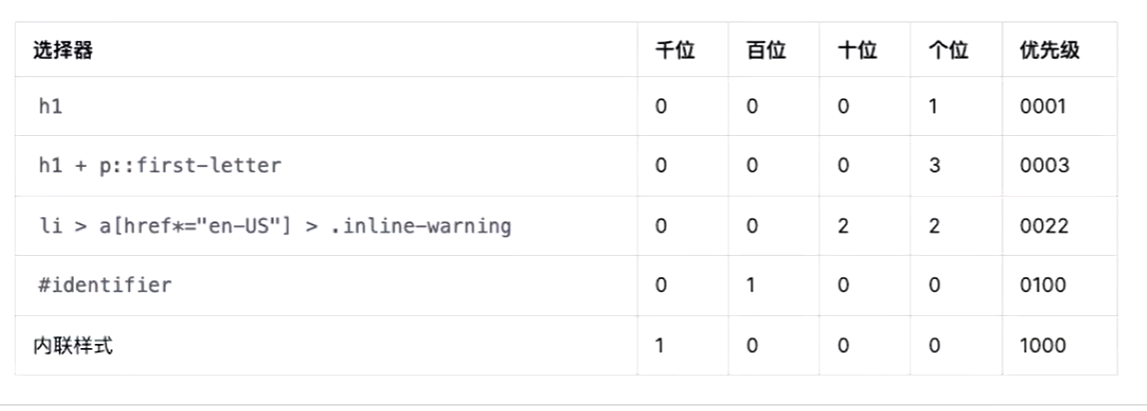 选择器 千位 百位 十位 个位 优先级
h1 0 0 0 1 0001
h1 + p::first-letter 0 0 0 3 0003
li > a[href*="en-US"] > .inline-warning 0 0 2 2 0022
#identifier 0 1 0 0 0100
内联样式 1 0 0 0 1000